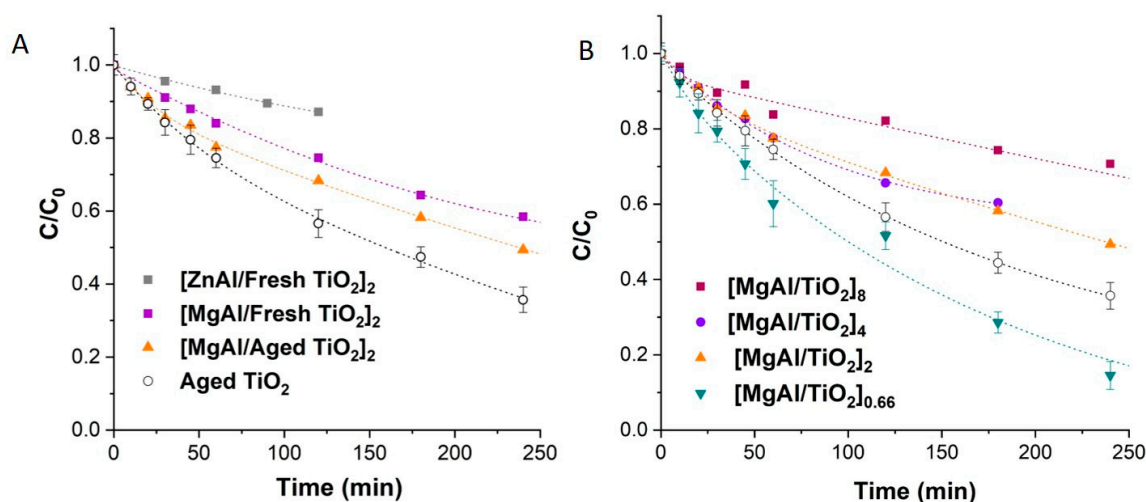 A
C/C₀
1.0
0.8
0.6
0.4
0.2
0.0
[ZnAl/Fresh TiO₂]₂
[MgAl/Fresh TiO₂]₂
[MgAl/Aged TiO₂]₂
Aged TiO₂
0 50 100 150 200 250
Time (min)
B
C/C₀
1.0
0.8
0.6
0.4
0.2
0.0
[MgAl/TiO₂]₈
[MgAl/TiO₂]₄
[MgAl/TiO₂]₂
[MgAl/TiO₂]₀.₆₆
0 50 100 150 200 250
Time (min)